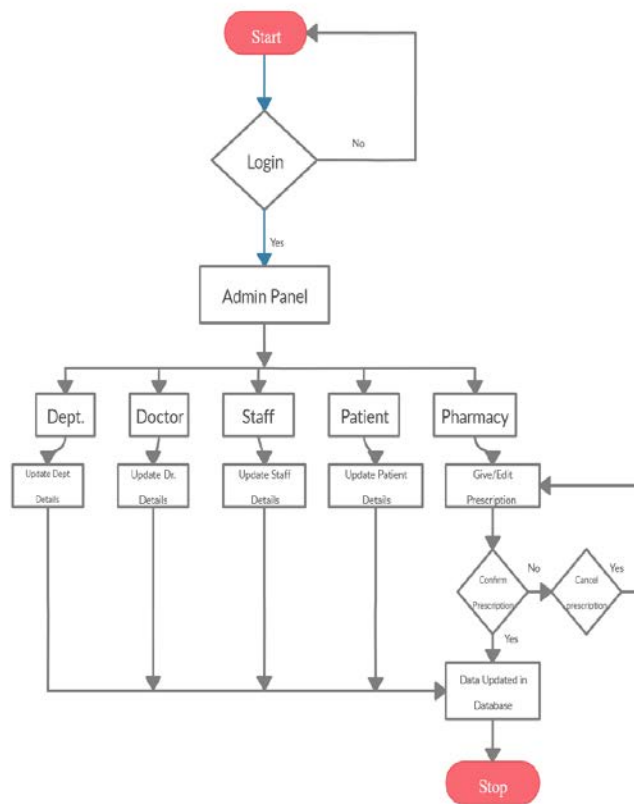 Start
No
Login
Yes
Admin Panel
Dept.
Doctor
Staff
Patient
Pharmacy
Update Dept
Details
Update Dr.
Details
Update Staff
Details
Update Patient
Details
Give/Edit
Prescription
No
Yes
Confirm
Prescription
Cancel
prescription
Yes
Data Updated in
Database
Stop